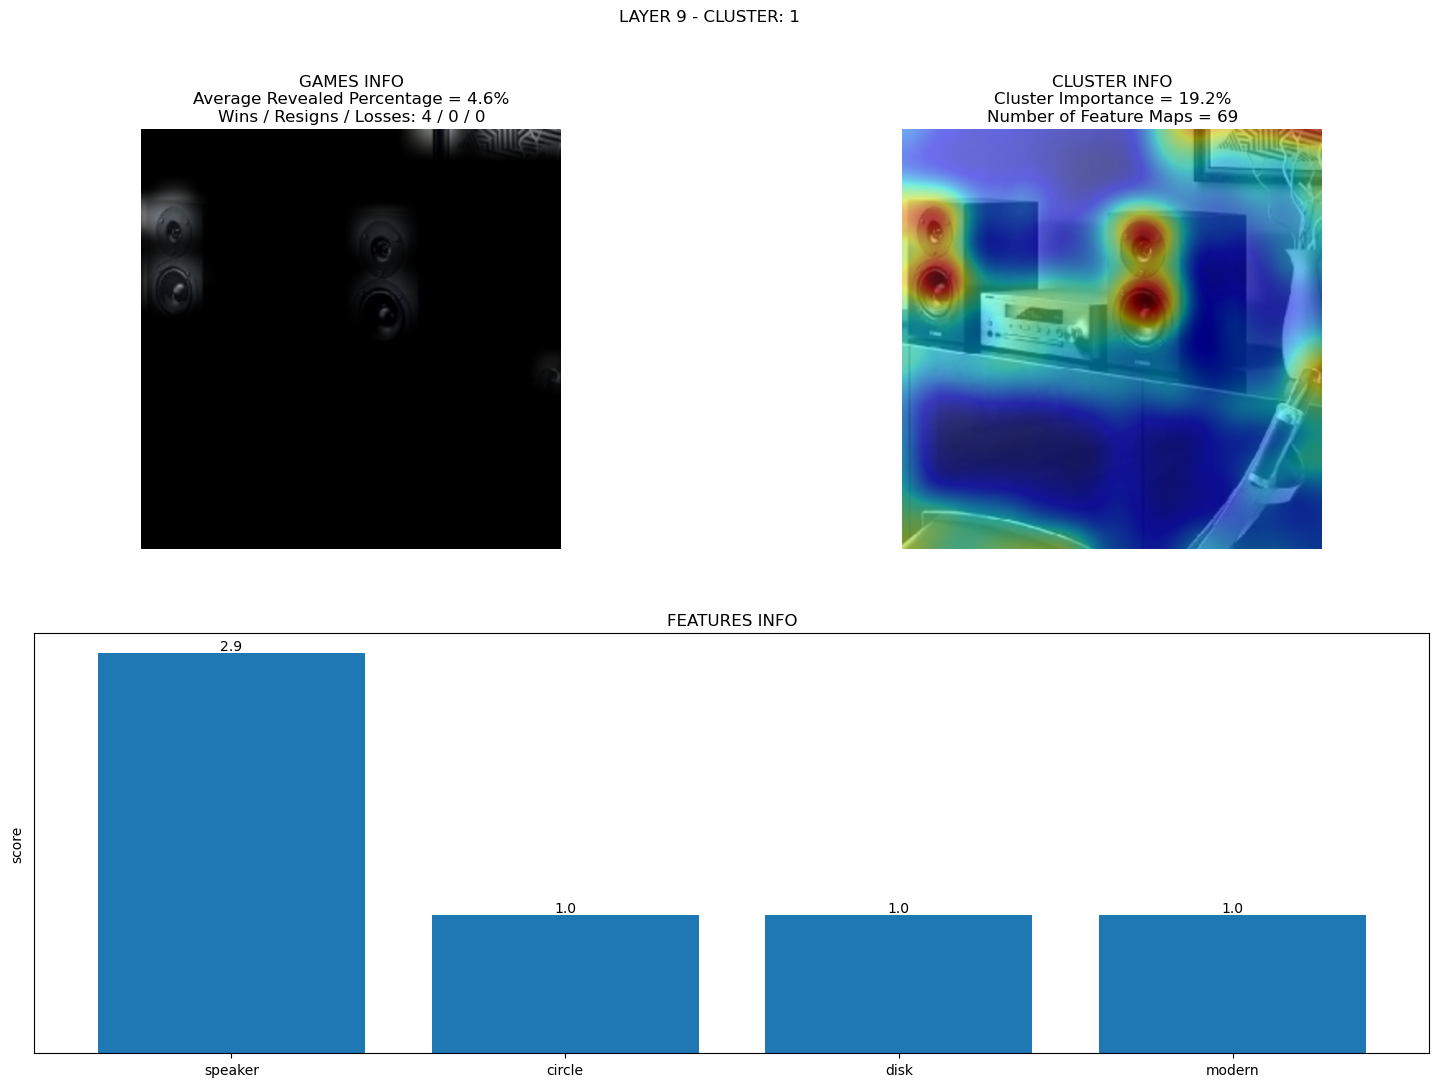 LAYER 9 - CLUSTER: 1
GAMES INFO
Average Revealed Percentage = 4.6%
Wins / Resigns / Losses: 4 / 0 / 0
CLUSTER INFO
Cluster Importance = 19.2%
Number of Feature Maps = 69
FEATURES INFO
score
2.9
1.0
1.0
1.0
speaker
circle
disk
modern